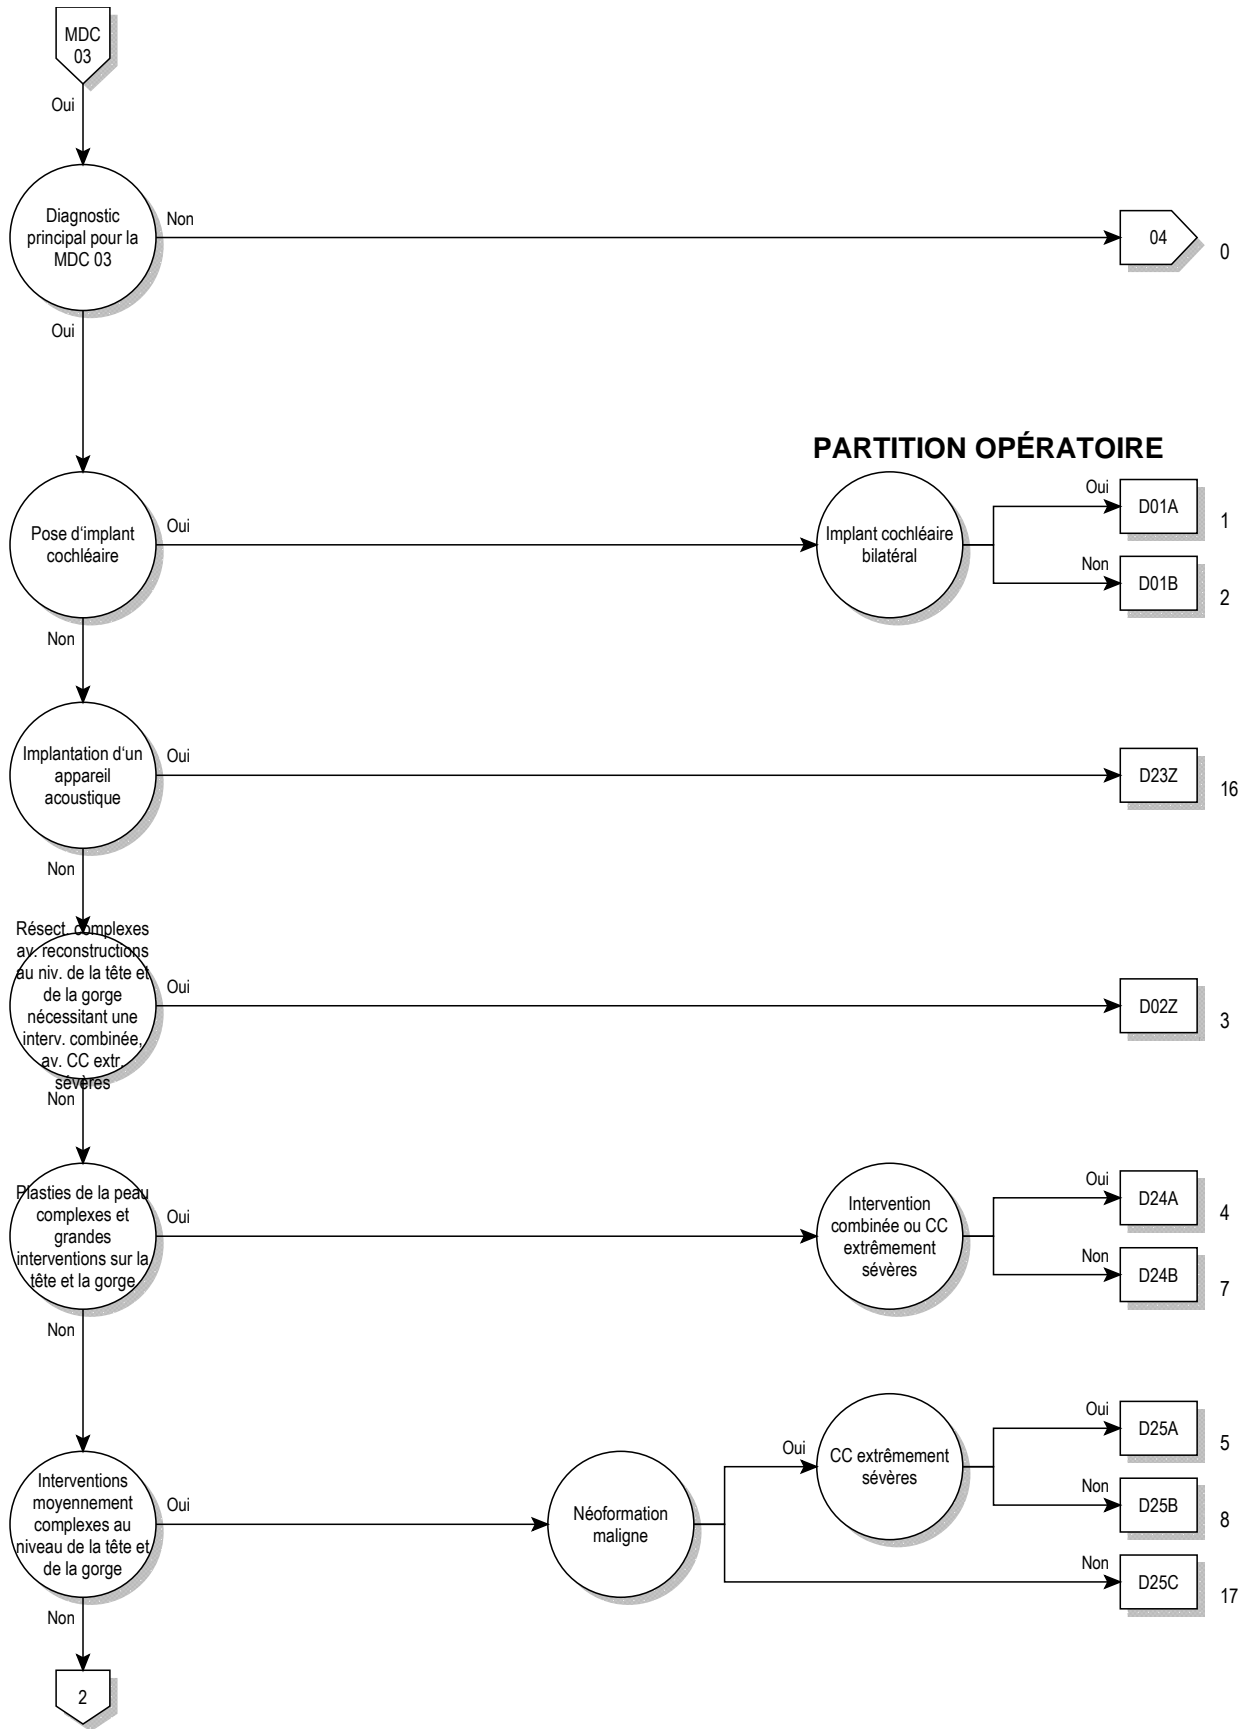 MDC
03
Oui
Diagnostic
principal pour la
MDC 03
Non
04
0
Oui
PARTITION OPÉRATOIRE
Pose d‘implant
cochléaire
Oui
Implant cochléaire
bilatéral
Oui
D01A
1
Non
D01B
2
Non
Implantation d‘un
appareil
acoustique
Oui
D23Z
16
Non
Résect. complexes
av. reconstructions
au niv. de la tête et
de la gorge
nécessitant une
interv. combinée,
av. CC extr.
sévères
Oui
D02Z
3
Non
Plasties de la peau
complexes et
grandes
interventions sur la
tête et la gorge
Oui
Intervention
combinée ou CC
extrêmement
sévères
Oui
D24A
4
Non
D24B
7
Non
Interventions
moyennement
complexes au
niveau de la tête et
de la gorge
Oui
Néoformation
maligne
Oui
CC extrêmement
sévères
Oui
D25A
5
Non
D25B
8
Non
D25C
17
Non
2